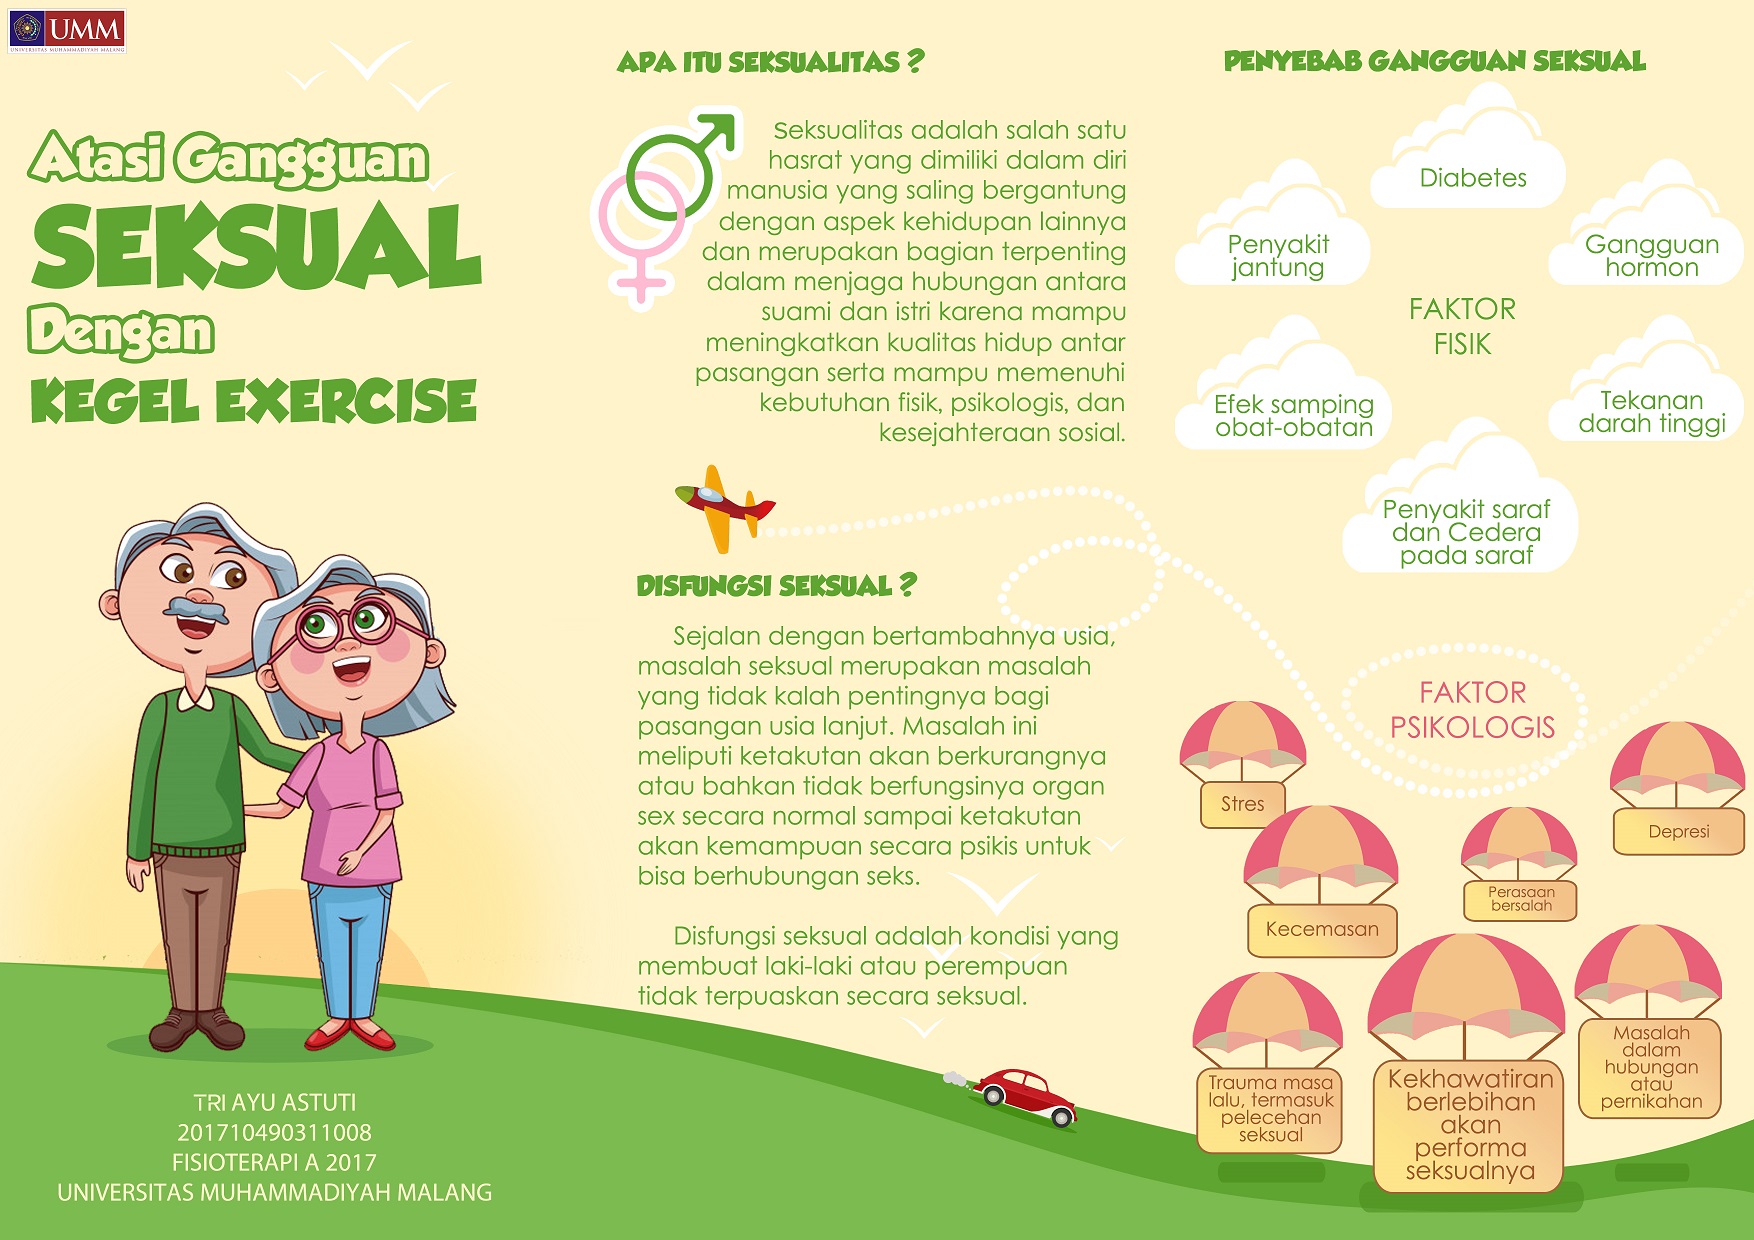 UMM
UNIVERSITAS MUHAMMADIYAH MALANG
Atasi Gangguan
SEKSUAL
Dengan
KEGEL EXERCISE
TRI AYU ASTUTI
201710490311008
FISIOTERAPI A 2017
UNIVERSITAS MUHAMMADIYAH MALANG
APA ITU SEKSUALITAS ?
Seksualitas adalah salah satu
hasrat yang dimiliki dalam diri
manusia yang saling bergantung
dengan aspek kehidupan lainnya
dan merupakan bagian terpenting
dalam menjaga hubungan antara
suami dan istri karena mampu
meningkatkan kualitas hidup antar
pasangan serta mampu memenuhi
kebutuhan fisik, psikologis, dan
kesejahteraan sosial.
DISFUNGSI SEKSUAL ?
Sejalan dengan bertambahnya usia,
masalah seksual merupakan masalah
yang tidak kalah pentingnya bagi
pasangan usia lanjut. Masalah ini
meliputi ketakutan akan berkurangnya
atau bahkan tidak berfungsinya organ
sex secara normal sampai ketakutan
akan kemampuan secara psikis untuk
bisa berhubungan seks.
Disfungsi seksual adalah kondisi yang
membuat laki-laki atau perempuan
tidak terpuaskan secara seksual.
PENYEBAB GANGGUAN SEKSUAL
Diabetes
Penyakit
jantung
Gangguan
hormon
FAKTOR
FISIK
Efek samping
obat-obatan
Tekanan
darah tinggi
Penyakit saraf
dan Cedera
pada saraf
FAKTOR
PSIKOLOGIS
Stres
Depresi
Perasaan
bersalah
Kecemasan
Masalah
dalam
hubungan
atau
pernikahan
Trauma masa
lalu, termasuk
pelecehan
seksual
Kekhawatiran
berlebihan
akan
performa
seksualnya